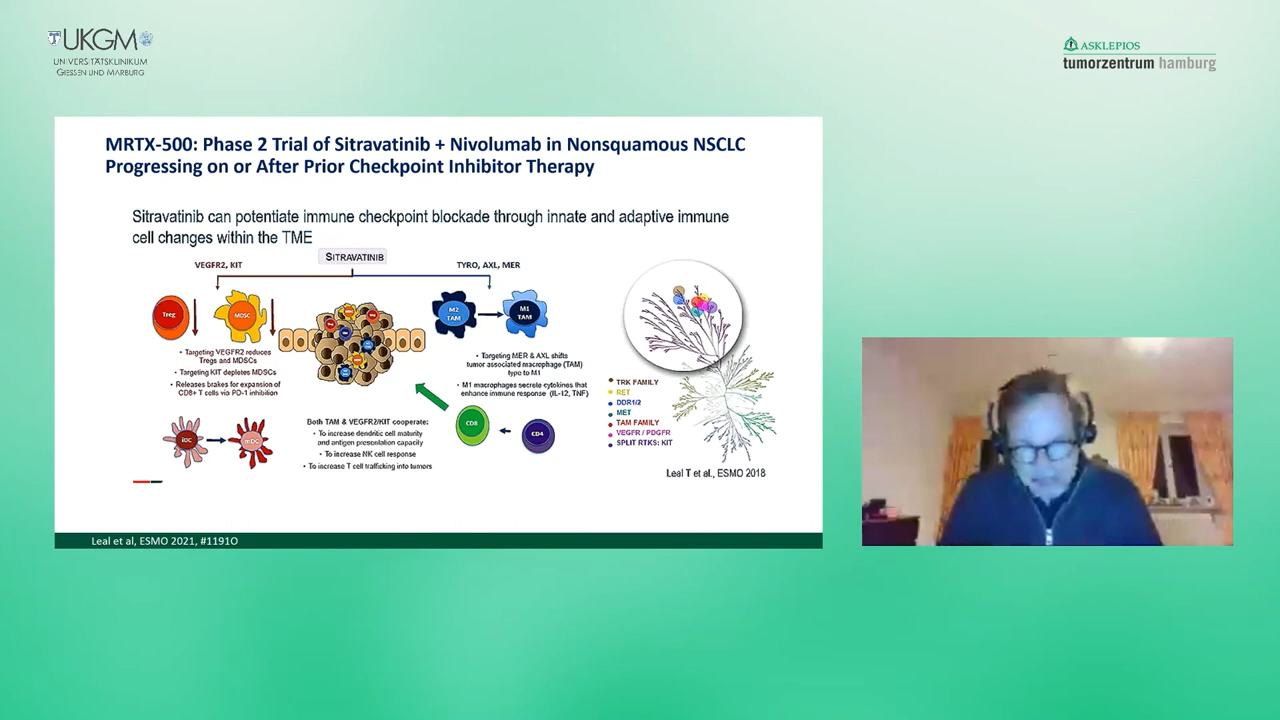 UKGM
UNIVERSITÄTSKLINIKUM
GIESSEN UND MARBURG
ASKLEPIOS
tumorzentrum hamburg
MRTX-500: Phase 2 Trial of Sitravatinib + Nivolumab in Nonsquamous NSCLC
Progressing on or After Prior Checkpoint Inhibitor Therapy
Sitravatinib can potentiate immune checkpoint blockade through innate and adaptive immune
cell changes within the TME
SITRAVATINIB
VEGFR2, KIT
TYRO, AXL, MER
Treg
MDSC
M2
TAM
M1
TAM
• Targeting VEGFR2 reduces
Tregs and MDSCs
• Targeting KIT depletes MDSCs
• Releases brakes for expansion of
CD8+ T cells via PD-1 inhibition
• Targeting MER & AXL shifts
tumor associated macrophage (TAM)
type to M1
• M1 macrophages secrete cytokines that
enhance immune response (IL-12, TNF)
iDC
mDC
Both TAM & VEGFR2/KIT cooperate:
• To increase dendritic cell maturity
and antigen presentation capacity
• To increase NK cell response
• To increase T cell trafficking into tumors
CD8
CD4
• TRK FAMILY
• RET
• DDR1/2
• MET
• TAM FAMILY
• VEGFR / PDGFR
• SPLIT RTKS: KIT
Leal T et al., ESMO 2018
Leal et al, ESMO 2021, #1191O